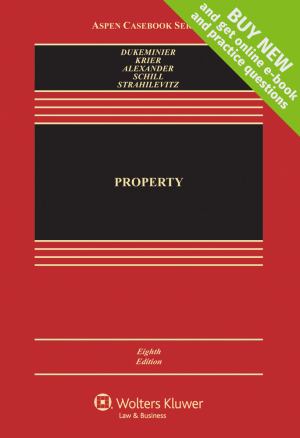 ASPEN CASEBOOK SER
BUY NEW
and get online e-book
and practice questions
DUKEMINIER
KRIER
ALEXANDER
SCHILL
STRAHILEVITZ
PROPERTY
Eighth
Edition
Wolters Kluwer
Law & Business